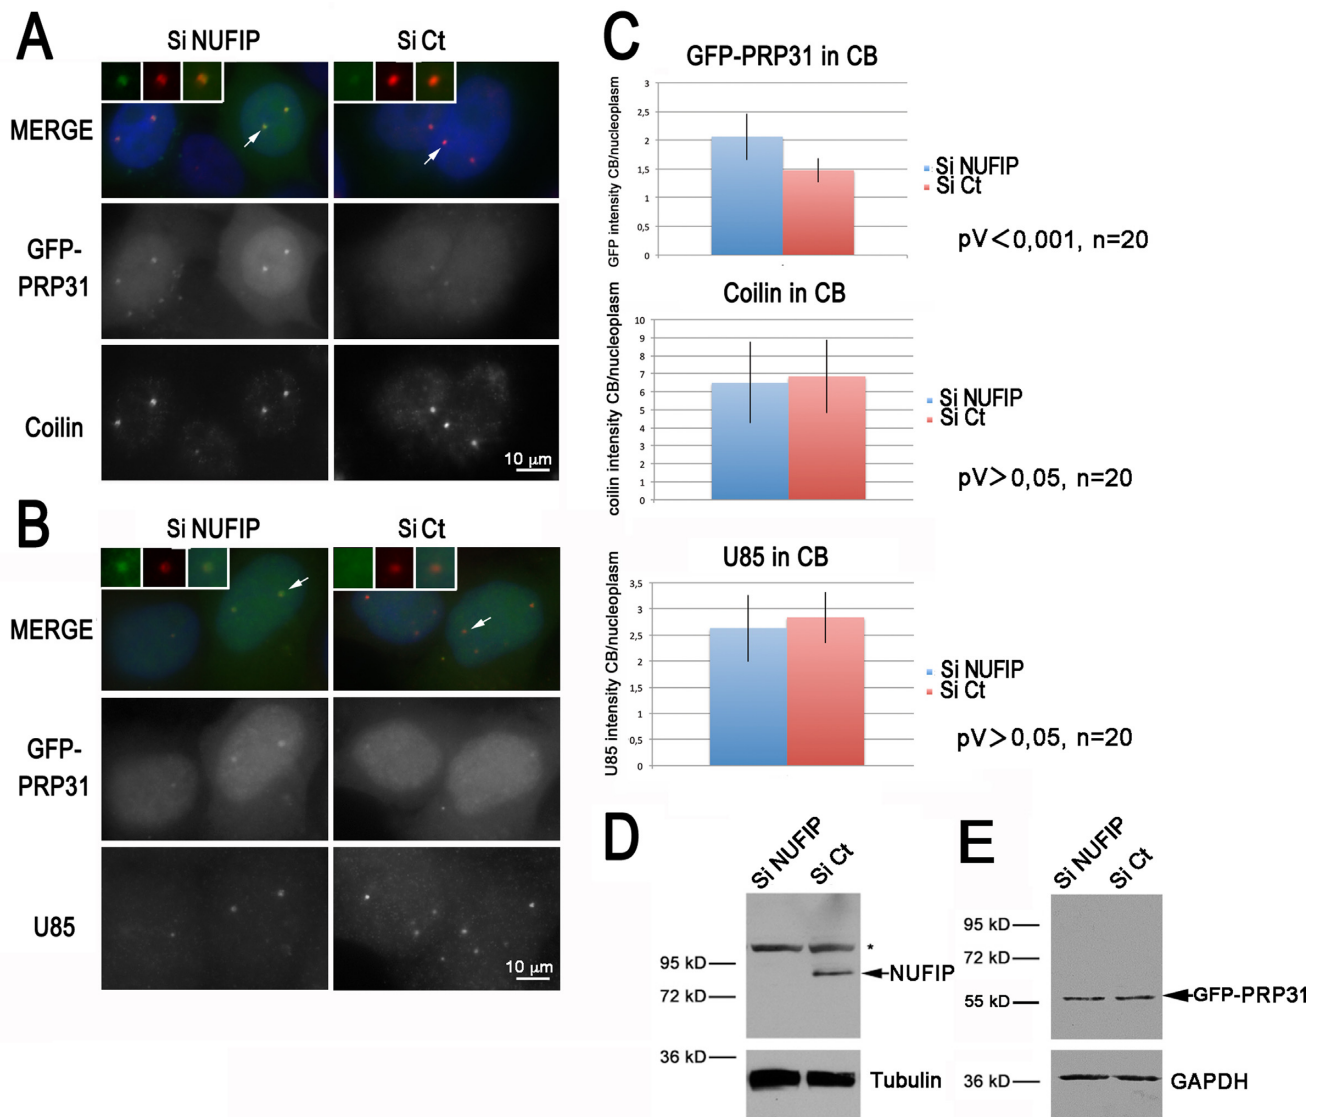 A
Si NUFIP
Si Ct
MERGE
GFP-
PRP31
Coilin
10 µm
B
Si NUFIP
Si Ct
MERGE
GFP-
PRP31
U85
10 µm
C
GFP-PRP31 in CB
GFP intensity CB/nucleoplasm
3
2,5
2
1,5
1
0,5
0
Si NUFIP
Si Ct
pV<0,001, n=20
Coilin in CB
coilin intensity CB/nucleoplasm
10
9
8
7
6
5
4
3
2
1
0
Si NUFIP
Si Ct
pV>0,05, n=20
U85 in CB
U85 intensity CB/nucleoplasm
3,5
3
2,5
2
1,5
1
0,5
0
Si NUFIP
Si Ct
pV>0,05, n=20
D
Si NUFIP
Si Ct
*
95 kD
NUFIP
72 kD
36 kD
Tubulin
E
Si NUFIP
Si Ct
95 kD
72 kD
55 kD
GFP-PRP31
36 kD
GAPDH